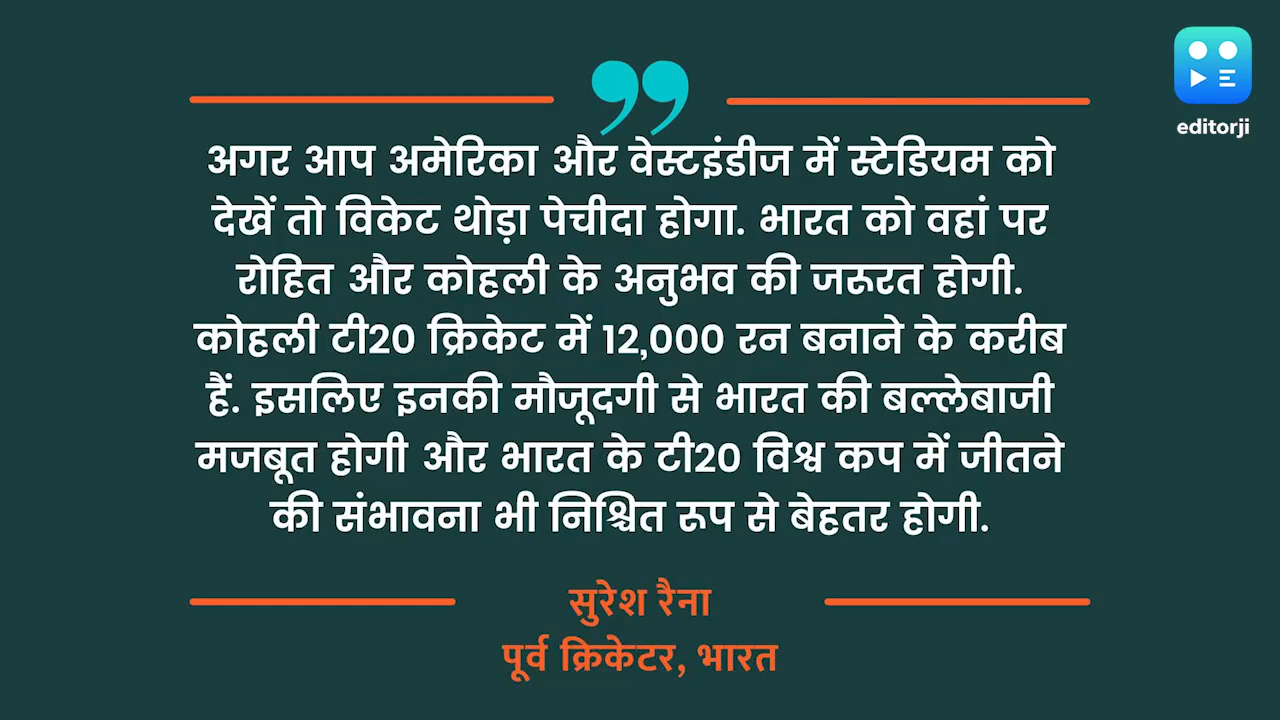 editorji
अगर आप अमेरिका और वेस्टइंडीज में स्टेडियम को
देखें तो विकेट थोड़ा पेचीदा होगा. भारत को वहां पर
रोहित और कोहली के अनुभव की जरूरत होगी.
कोहली टी20 क्रिकेट में 12,000 रन बनाने के करीब
हैं. इसलिए इनकी मौजूदगी से भारत की बल्लेबाजी
मजबूत होगी और भारत के टी20 विश्व कप में जीतने
की संभावना भी निश्चित रूप से बेहतर होगी.
सुरेश रैना
पूर्व क्रिकेटर, भारत